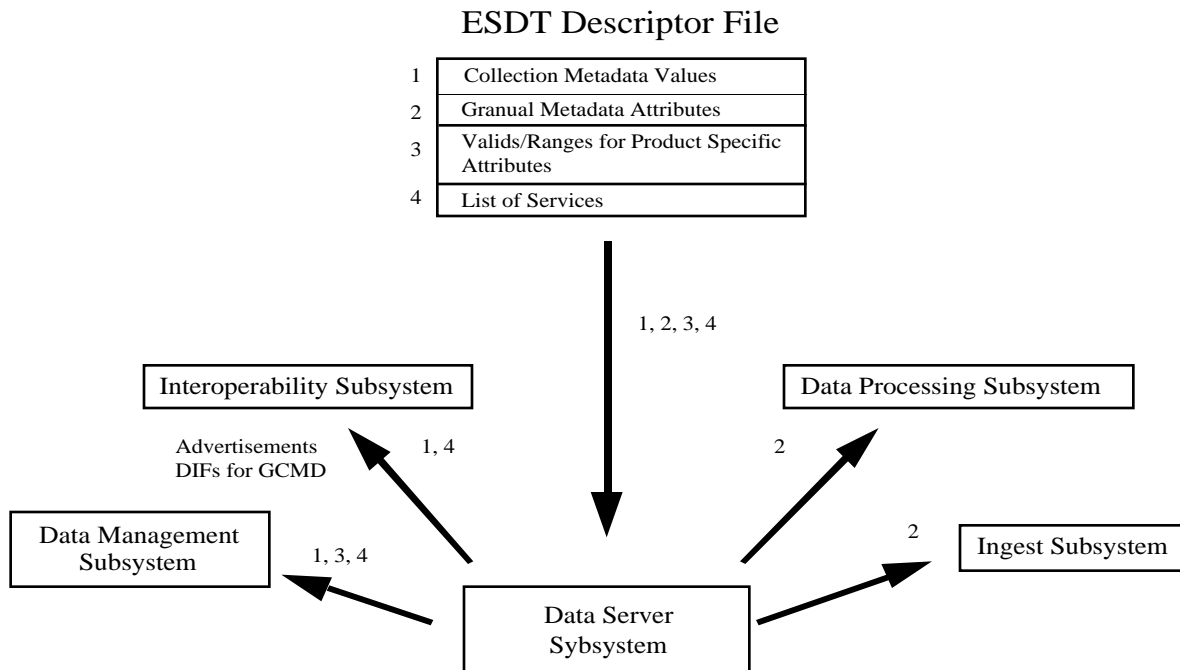 ESDT Descriptor File
1 Collection Metadata Values
2 Granual Metadata Attributes
3 Valids/Ranges for Product Specific
Attributes
4 List of Services
1, 2, 3, 4
Interoperability Subsystem
Data Processing Subsystem
Advertisements
DIFs for GCMD
1, 4
2
Data Management
Subsystem
1, 3, 4
2
Ingest Subsystem
Data Server
Sybsystem